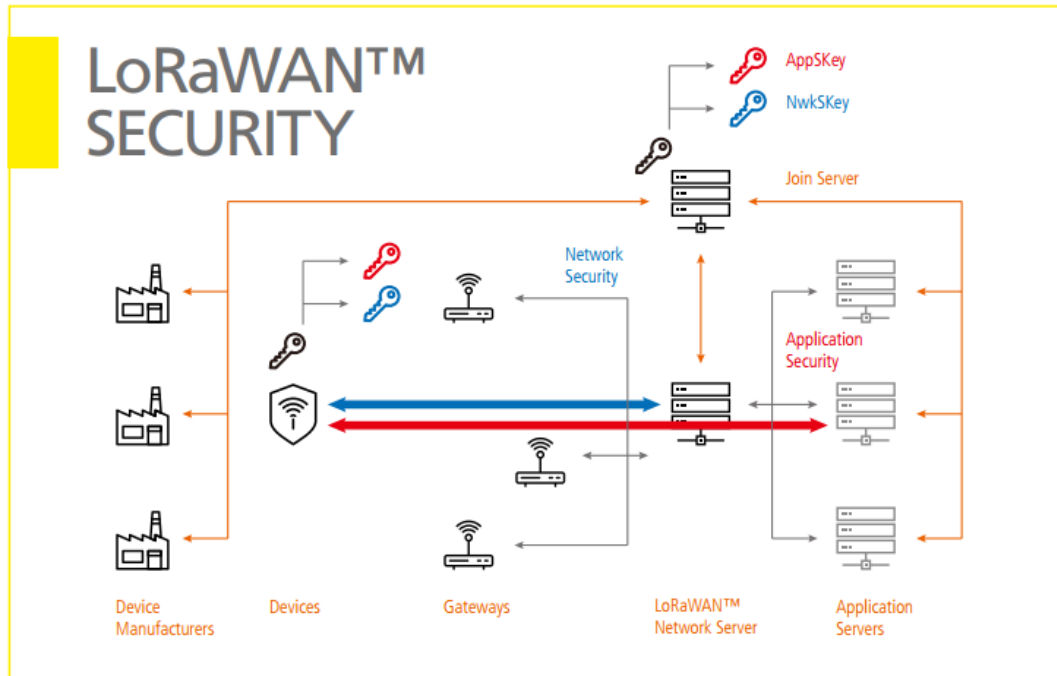 LoRaWAN™
SECURITY
AppSKey
NwkSKey
Join Server
Network
Security
Application
Security
Device
Manufacturers
Devices
Gateways
LoRaWAN™
Network Server
Application
Servers